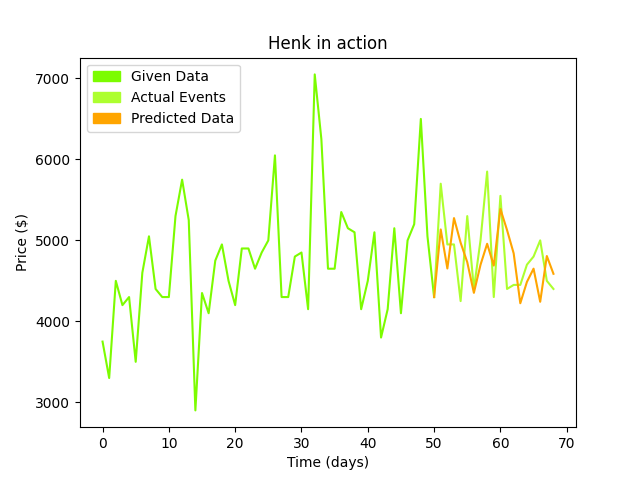 Henk in action
Given Data
Actual Events
Predicted Data
Price ($)
7000
6000
5000
4000
3000
0 10 20 30 40 50 60 70
Time (days)